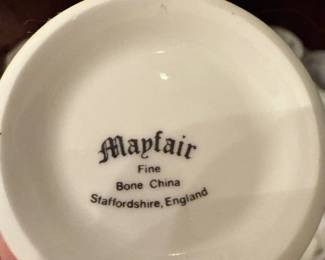 Mayfair
Fine
Bone China
Staffordshire, England